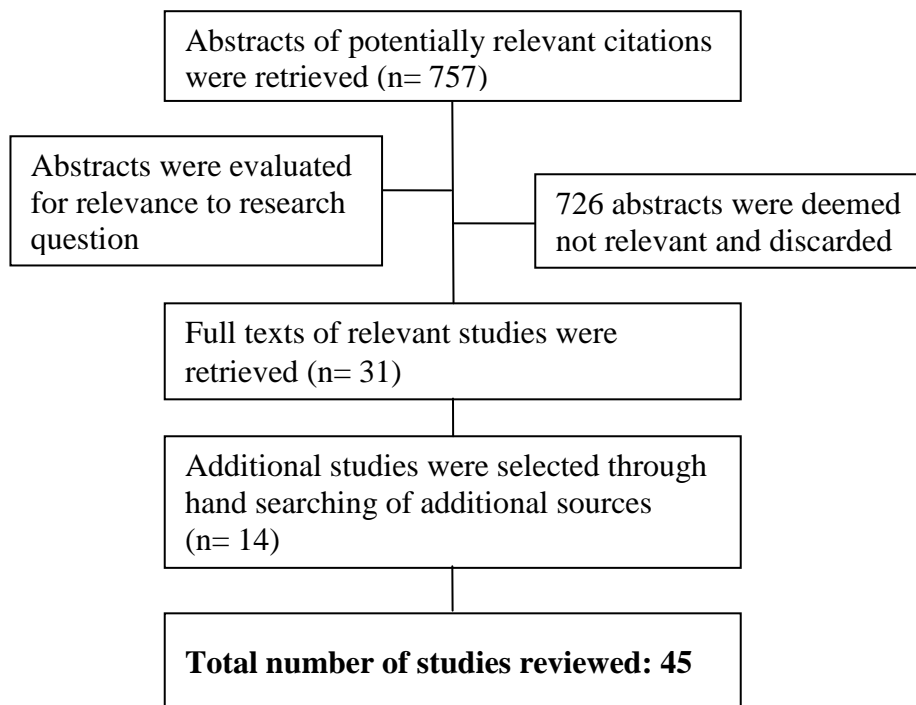 Abstracts of potentially relevant citations
were retrieved (n= 757)
Abstracts were evaluated
for relevance to research
question
726 abstracts were deemed
not relevant and discarded
Full texts of relevant studies were
retrieved (n= 31)
Additional studies were selected through
hand searching of additional sources
(n= 14)
Total number of studies reviewed: 45